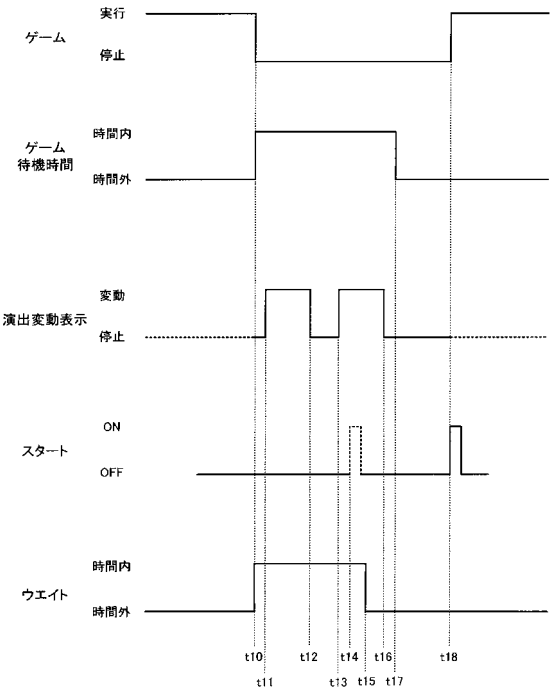 実行
ゲーム
停止
時間内
ゲーム
待機時間
時間外
変動
演出変動表示
停止
ON
スタート
OFF
時間内
ウエイト
時間外
t10 t12 t14 t16 t18
t11 t13 t15 t17